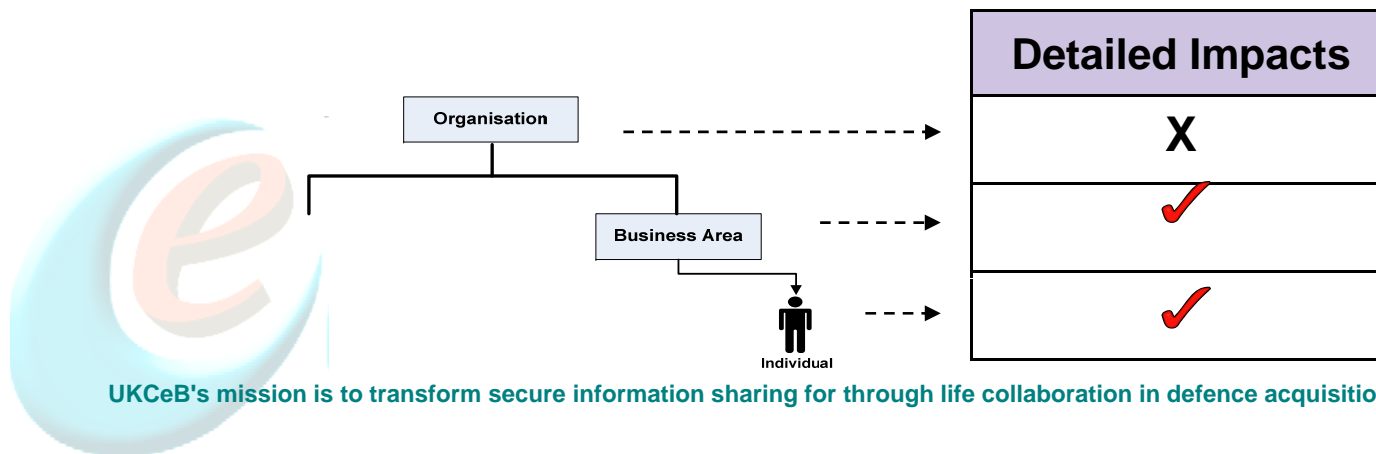 Detailed Impacts
Organisation
X
Business Area
Individual
UKCeB's mission is to transform secure information sharing for through life collaboration in defence acquisitio
e